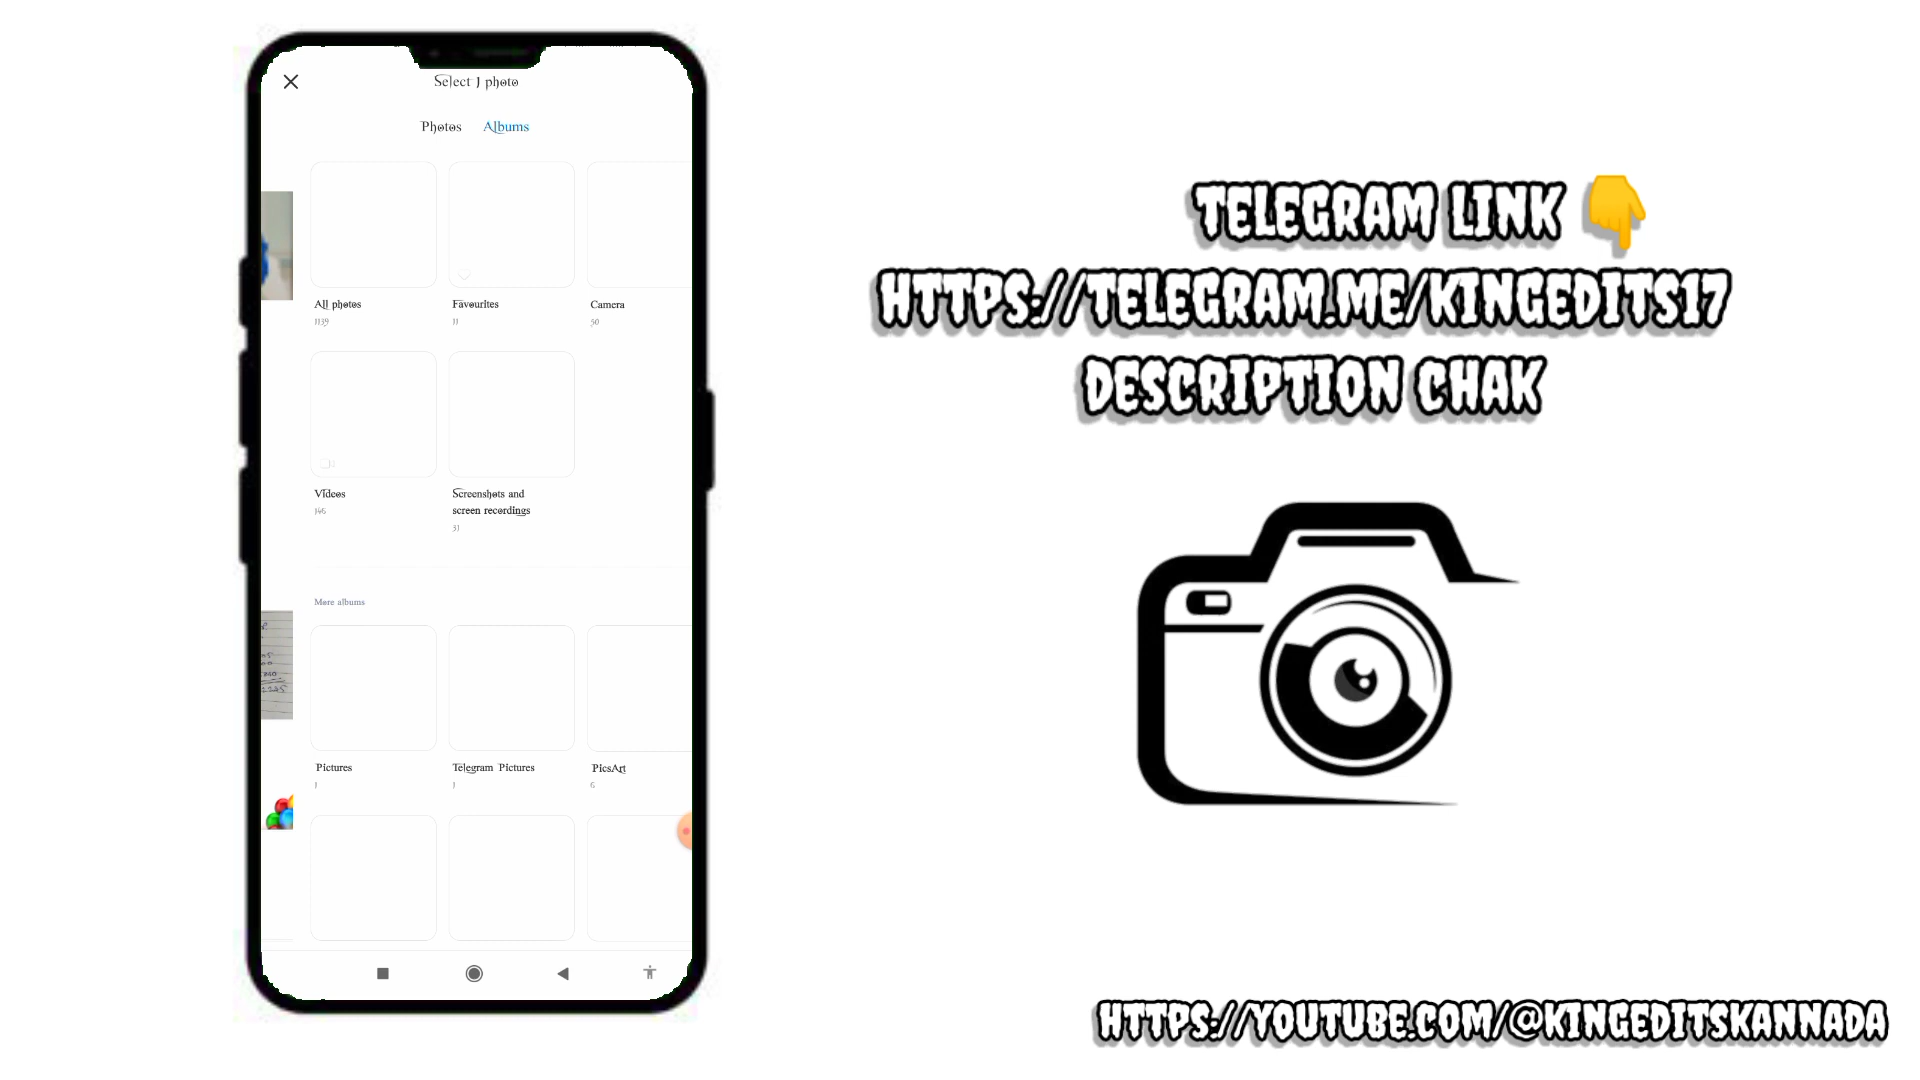 Select 1 photo
Photos Albums
All photos Favourites Camera
1139 11 50
Videos Screenshots and
screen recordings
146 31
More albums
Pictures Telegram Pictures PicsArt
1 1 6
TELEGRAM LINK 👇
HTTPS://TELEGRAM.ME/KINGEDITS17
DESCRIPTION CHAK
HTTPS://YOUTUBE.COM/@KINGEDITSKANNADA